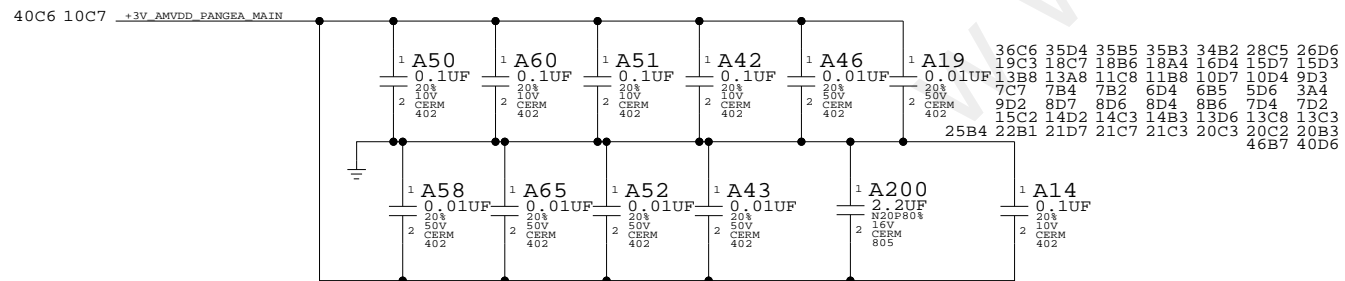 40C6 10C7 +3V_AMVDD_PANGEA_MAIN
1 A50
0.1UF
20%
10V
2 CERM
402
1 A60
0.1UF
20%
10V
2 CERM
402
1 A51
0.1UF
20%
10V
2 CERM
402
1 A42
0.1UF
20%
10V
2 CERM
402
1 A46
0.01UF
20%
50V
2 CERM
402
1 A19
0.01UF
20%
50V
2 CERM
402
36C6 35D4 35B5 35B3 34B2 28C5 26D6
19C3 18C7 18B6 18A4 16D4 15D7 15D3
13B8 13A8 11C8 11B8 10D7 10D4 9D3
7C7 7B4 7B2 6D4 6B5 5D6 3A4
9D2 8D7 8D6 8D4 8B6 7D4 7D2
15C2 14D2 14C3 14B3 13D6 13C8 13C3
25B4 22B1 21D7 21C7 21C3 20C3 20C2 20B3
46B7 40D6
1 A58
0.01UF
20%
50V
2 CERM
402
1 A65
0.01UF
20%
50V
2 CERM
402
1 A52
0.01UF
20%
50V
2 CERM
402
1 A43
0.01UF
20%
50V
2 CERM
402
1 A200
2.2UF
N20P80%
16V
2 CERM
805
1 A14
0.1UF
20%
10V
2 CERM
402